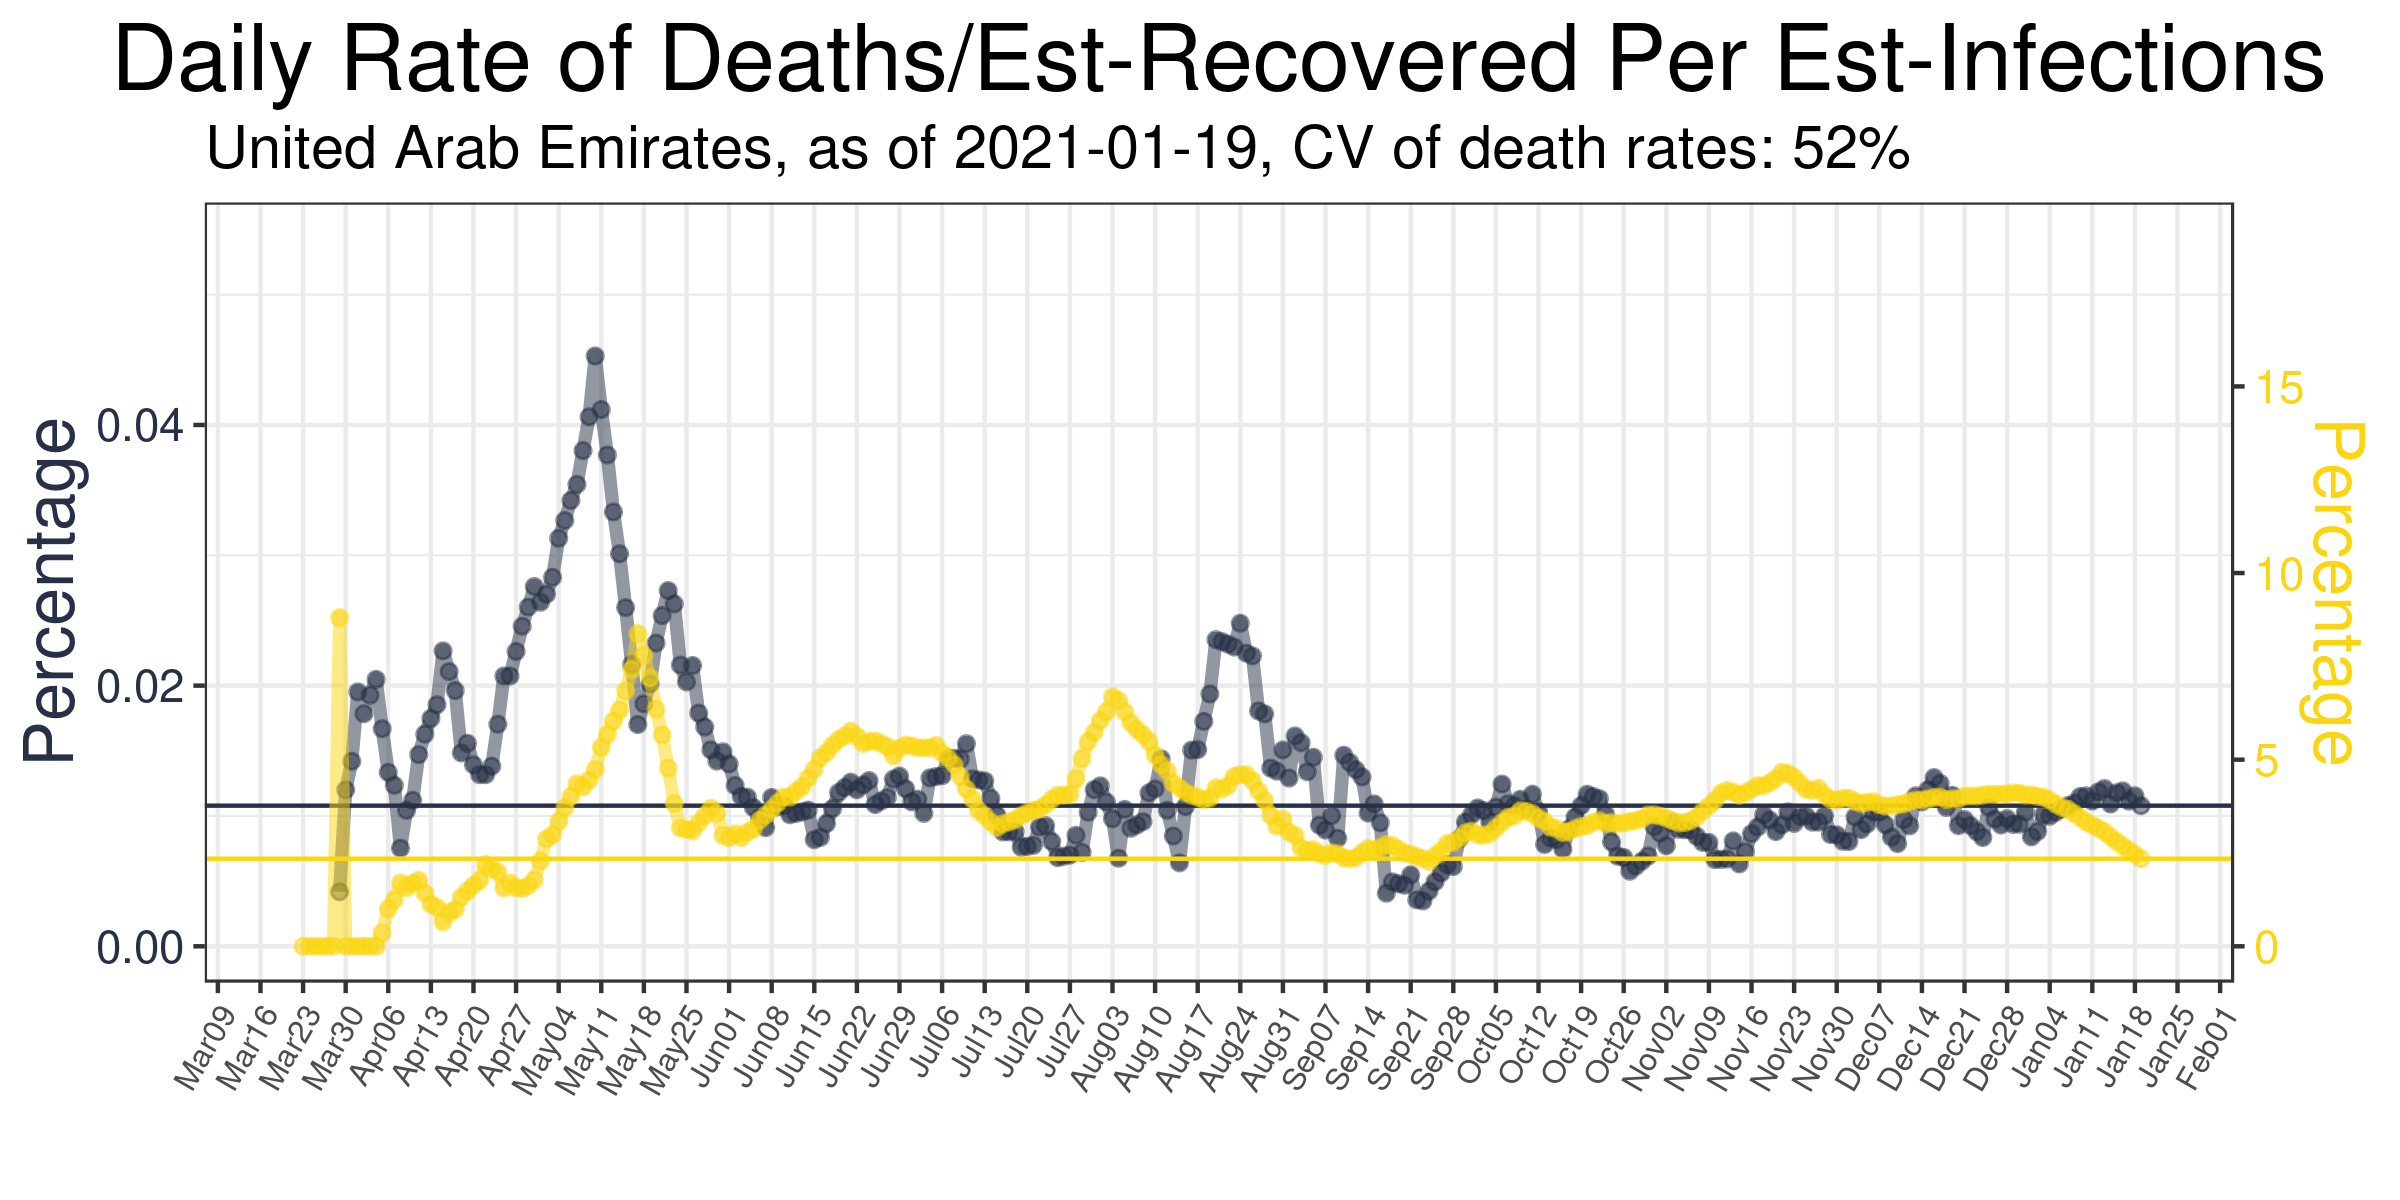 Daily Rate of Deaths/Est-Recovered Per Est-Infections
United Arab Emirates, as of 2021-01-19, CV of death rates: 52%
Percentage
0.04
0.02
0.00
15
10
5
0
Percentage
Mar09
Mar16
Mar23
Mar30
Apr06
Apr13
Apr20
Apr27
May04
May11
May18
May25
Jun01
Jun08
Jun15
Jun22
Jun29
Jul06
Jul13
Jul20
Jul27
Aug03
Aug10
Aug17
Aug24
Aug31
Sep07
Sep14
Sep21
Sep28
Oct05
Oct12
Oct19
Oct26
Nov02
Nov09
Nov16
Nov23
Nov30
Dec07
Dec14
Dec21
Dec28
Jan04
Jan11
Jan18
Jan25
Feb01